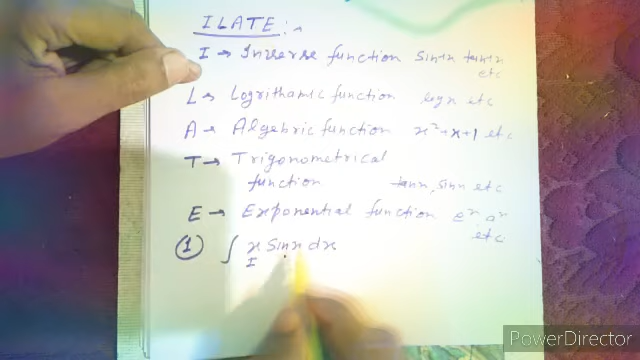 ILATE :-
I → Inverse function sin⁻¹x tan⁻¹x
etc
L → Logrithamic function logx etc
A → Algebric function x²+x+1 etc
T → Trigonometrical
function tanx, sinx etc
E → Exponential function eˣ aˣ
etc
① ∫ x sinx dx
I
PowerDirector